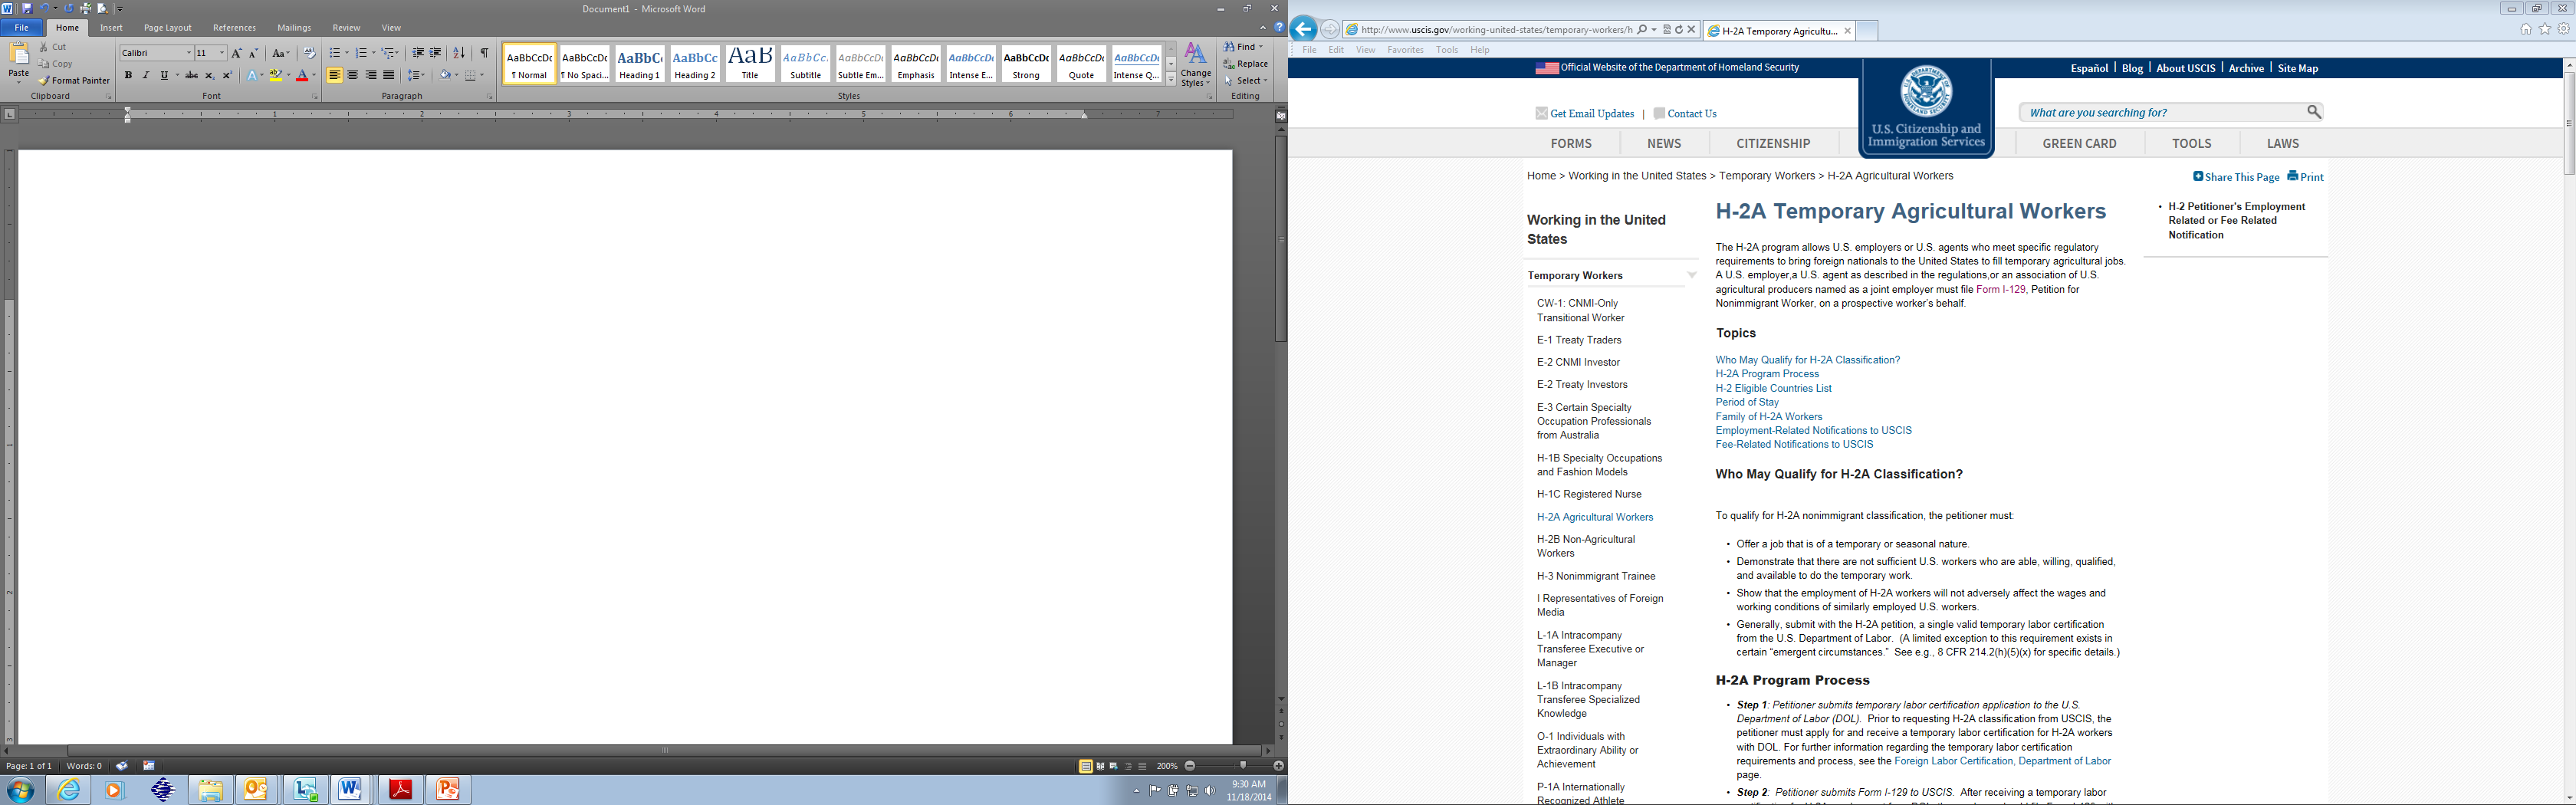 Document1 - Microsoft Word
File Home Insert Page Layout References Mailings Review View
Paste
Cut
Copy
Format Painter
Clipboard
Calibri 11
Font
Paragraph
AaBbCcDc AaBbCcDc AaBbC AaBbCc AaB AaBbCc. AaBbCcDc AaBbCcDc AaBbCcDc AaBbCcDc AaBbCcDc AaBbCcDc
¶ Normal ¶ No Spaci... Heading 1 Heading 2 Title Subtitle Subtle Em... Emphasis Intense E... Strong Quote Intense Q...
Styles
Change
Styles
Find
Replace
Select
Editing
1 2 3 4 5 6 7
Page: 1 of 1 Words: 0
200%
9:30 AM
11/18/2014
http://www.uscis.gov/working-united-states/temporary-workers/h
H-2A Temporary Agricultu...
File Edit View Favorites Tools Help
Official Website of the Department of Homeland Security
Español | Blog | About USCIS | Archive | Site Map
Get Email Updates | Contact Us
U.S. Citizenship and
Immigration Services
What are you searching for?
FORMS NEWS CITIZENSHIP GREEN CARD TOOLS LAWS
Home > Working in the United States > Temporary Workers > H-2A Agricultural Workers
Share This Page Print
Working in the United
States
Temporary Workers
CW-1: CNMI-Only
Transitional Worker
E-1 Treaty Traders
E-2 CNMI Investor
E-2 Treaty Investors
E-3 Certain Specialty
Occupation Professionals
from Australia
H-1B Specialty Occupations
and Fashion Models
H-1C Registered Nurse
H-2A Agricultural Workers
H-2B Non-Agricultural
Workers
H-3 Nonimmigrant Trainee
I Representatives of Foreign
Media
L-1A Intracompany
Transferee Executive or
Manager
L-1B Intracompany
Transferee Specialized
Knowledge
O-1 Individuals with
Extraordinary Ability or
Achievement
P-1A Internationally
Recognized Athlete
H-2A Temporary Agricultural Workers
The H-2A program allows U.S. employers or U.S. agents who meet specific regulatory
requirements to bring foreign nationals to the United States to fill temporary agricultural jobs.
A U.S. employer,a U.S. agent as described in the regulations,or an association of U.S.
agricultural producers named as a joint employer must file Form I-129, Petition for
Nonimmigrant Worker, on a prospective worker's behalf.
Topics
Who May Qualify for H-2A Classification?
H-2A Program Process
H-2 Eligible Countries List
Period of Stay
Family of H-2A Workers
Employment-Related Notifications to USCIS
Fee-Related Notifications to USCIS
Who May Qualify for H-2A Classification?
To qualify for H-2A nonimmigrant classification, the petitioner must:
• Offer a job that is of a temporary or seasonal nature.
• Demonstrate that there are not sufficient U.S. workers who are able, willing, qualified,
and available to do the temporary work.
• Show that the employment of H-2A workers will not adversely affect the wages and
working conditions of similarly employed U.S. workers.
• Generally, submit with the H-2A petition, a single valid temporary labor certification
from the U.S. Department of Labor. (A limited exception to this requirement exists in
certain “emergent circumstances.” See e.g., 8 CFR 214.2(h)(5)(x) for specific details.)
H-2A Program Process
• Step 1: Petitioner submits temporary labor certification application to the U.S.
Department of Labor (DOL). Prior to requesting H-2A classification from USCIS, the
petitioner must apply for and receive a temporary labor certification for H-2A workers
with DOL. For further information regarding the temporary labor certification
requirements and process, see the Foreign Labor Certification, Department of Labor
page.
• Step 2: Petitioner submits Form I-129 to USCIS. After receiving a temporary labor
• H-2 Petitioner's Employment
Related or Fee Related
Notification